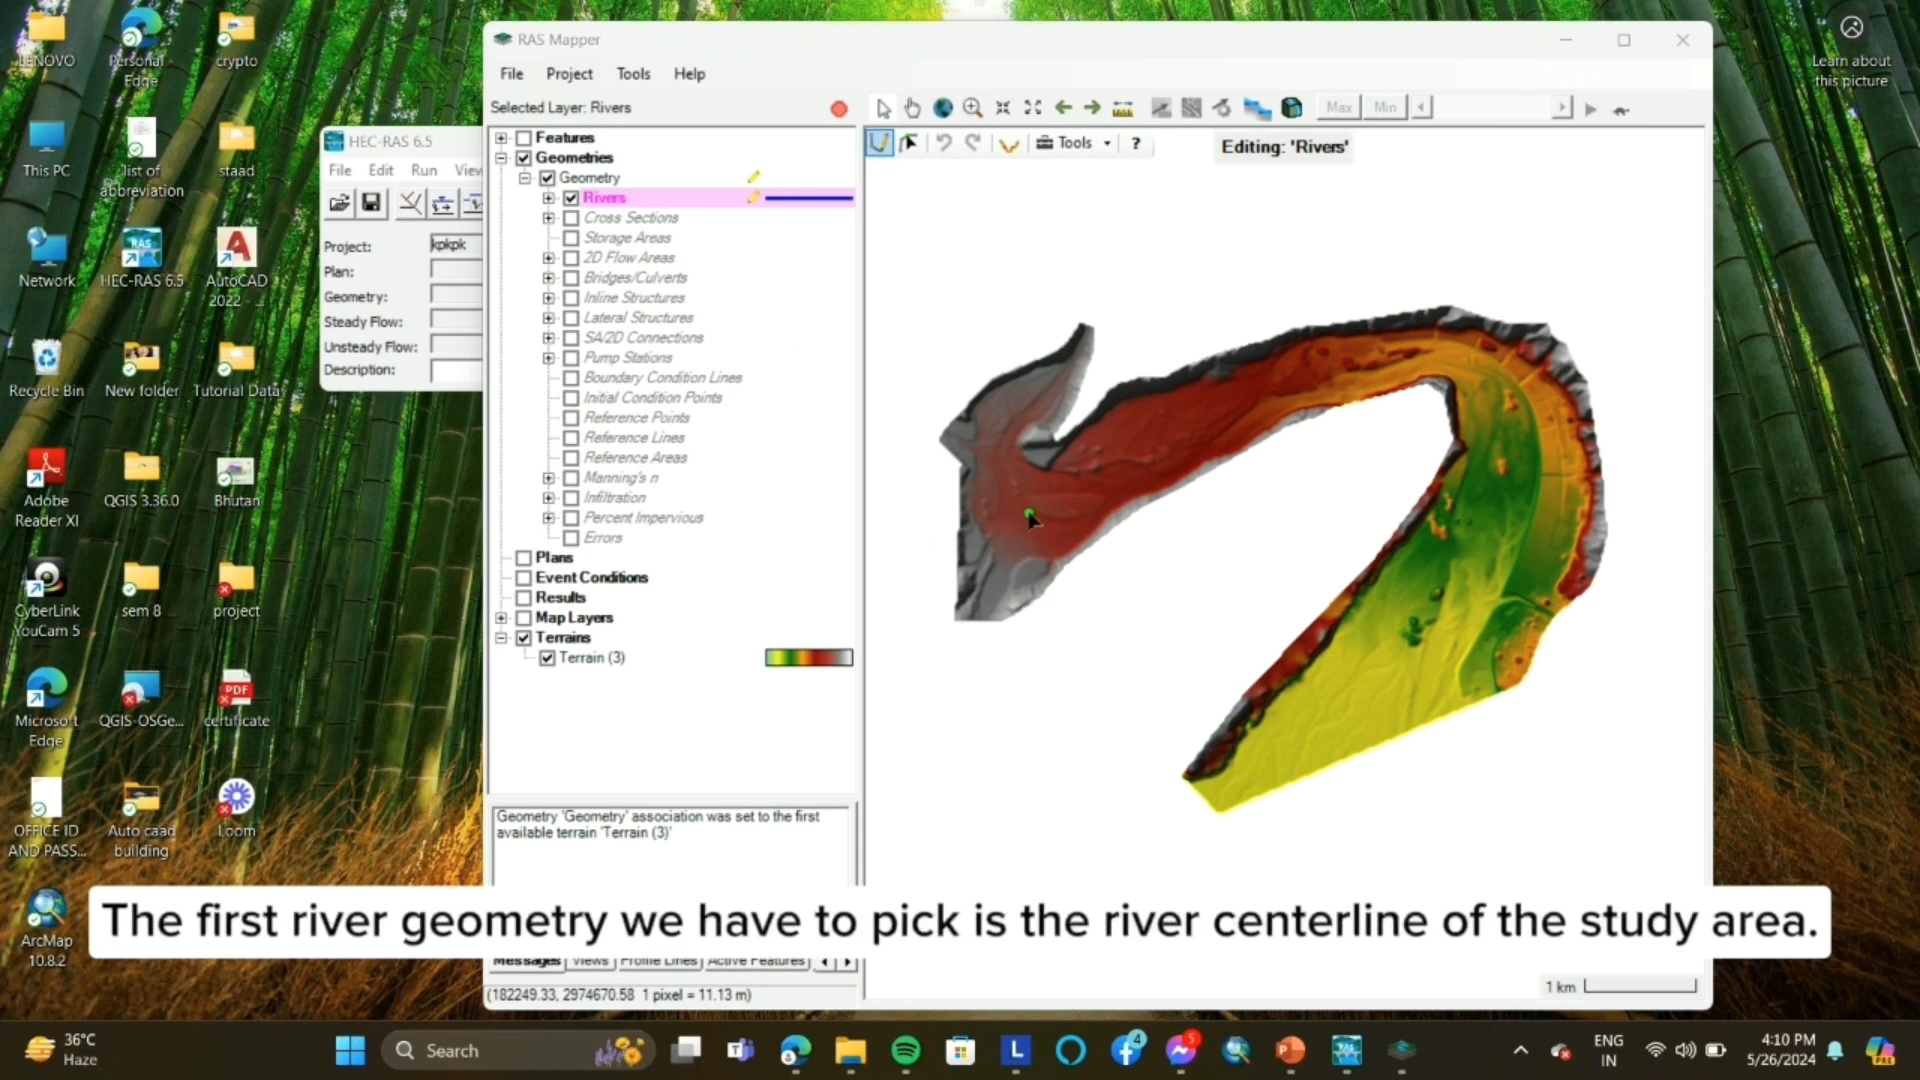 LENOVO
Personal - Edge
crypto
Learn about this picture
This PC
list of abbreviation
staad
Network
HEC-RAS 6.5
AutoCAD 2022 - ...
Recycle Bin
New folder
Tutorial Data
Adobe Reader XI
QGIS 3.36.0
Bhutan
CyberLink YouCam 5
sem 8
project
Microsoft Edge
QGIS-OSGe...
certificate
OFFICE ID AND PASS...
Auto caad building
Loom
ArcMap 10.8.2
HEC-RAS 6.5
File Edit Run View
Project: kpkpk
Plan:
Geometry:
Steady Flow:
Unsteady Flow:
Description:
RAS Mapper
File Project Tools Help
Selected Layer: Rivers
Max Min
Tools ?
Editing: 'Rivers'
Features
Geometries
Geometry
Rivers
Cross Sections
Storage Areas
2D Flow Areas
Bridges/Culverts
Inline Structures
Lateral Structures
SA/2D Connections
Pump Stations
Boundary Condition Lines
Initial Condition Points
Reference Points
Reference Lines
Reference Areas
Manning's n
Infiltration
Percent Impervious
Errors
Plans
Event Conditions
Results
Map Layers
Terrains
Terrain (3)
Geometry 'Geometry' association was set to the first
available terrain 'Terrain (3)'
The first river geometry we have to pick is the river centerline of the study area.
Messages Views Profile Lines Active Features
(182249.33, 2974670.58 1 pixel = 11.13 m)
1 km
36°C
Haze
Search
4
5
L
ENG
IN
4:10 PM
5/26/2024
PRE